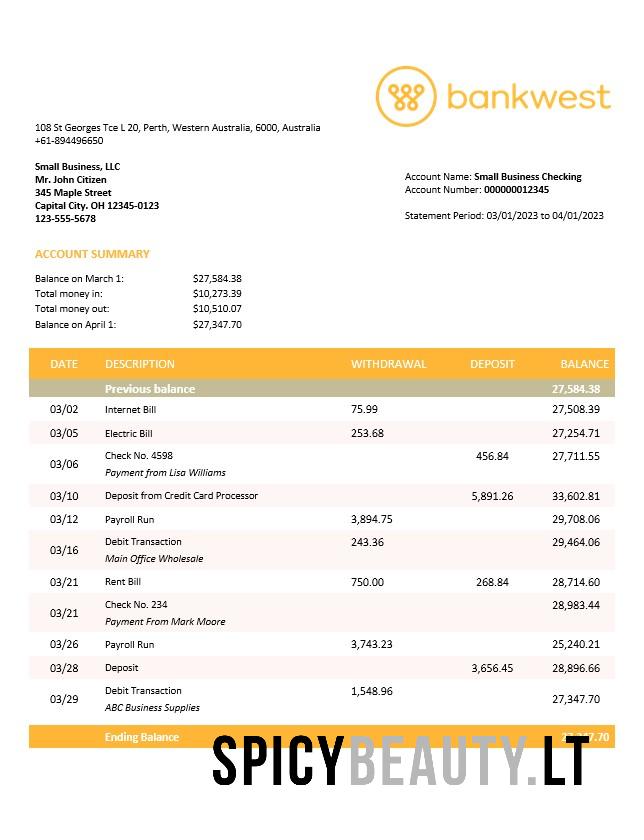 bankwest
108 St Georges Tce L 20, Perth, Western Australia, 6000, Australia
+61-894496650
Small Business, LLC
Mr. John Citizen
345 Maple Street
Capital City. OH 12345-0123
123-555-5678
Account Name: Small Business Checking
Account Number: 000000012345
Statement Period: 03/01/2023 to 04/01/2023
ACCOUNT SUMMARY
Balance on March 1: $27,584.38
Total money in: $10,273.39
Total money out: $10,510.07
Balance on April 1: $27,347.70
DATE DESCRIPTION WITHDRAWAL DEPOSIT BALANCE
Previous balance 27,584.38
03/02 Internet Bill 75.99 27,508.39
03/05 Electric Bill 253.68 27,254.71
03/06 Check No. 4598 456.84 27,711.55
Payment from Lisa Williams
03/10 Deposit from Credit Card Processor 5,891.26 33,602.81
03/12 Payroll Run 3,894.75 29,708.06
03/16 Debit Transaction 243.36 29,464.06
Main Office Wholesale
03/21 Rent Bill 750.00 268.84 28,714.60
03/21 Check No. 234 28,983.44
Payment From Mark Moore
03/26 Payroll Run 3,743.23 25,240.21
03/28 Deposit 3,656.45 28,896.66
03/29 Debit Transaction 1,548.96 27,347.70
ABC Business Supplies
Ending Balance
SPICYBEAUTY.LT